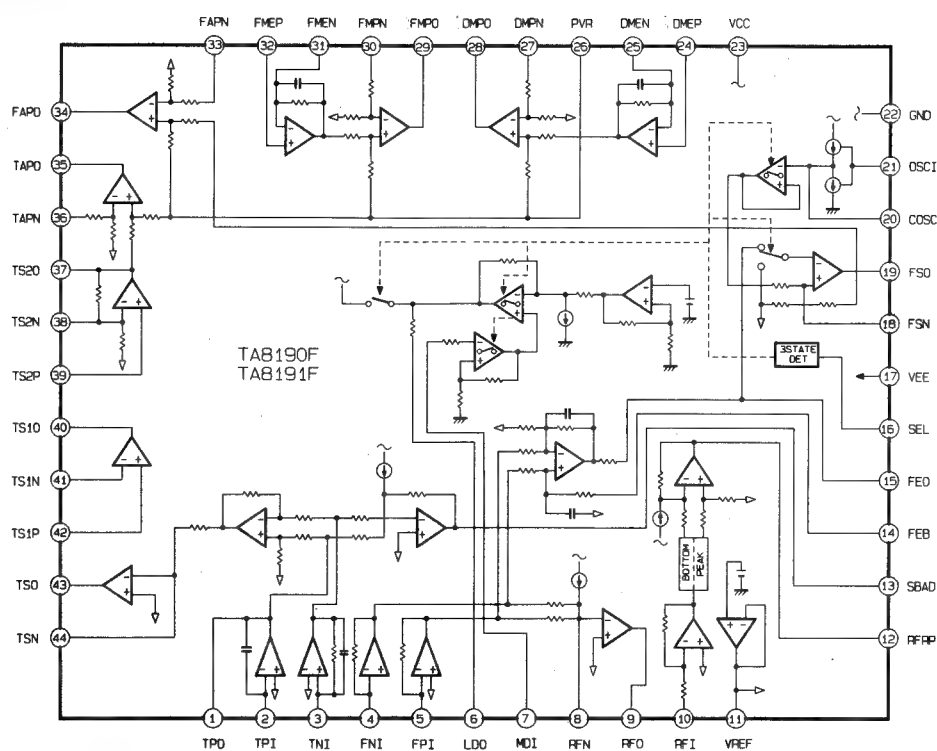 FAPN FMEP FMEN FMPN FMPO DMPO DMPN PVR DMEN DMEP VCC
33 32 31 30 29 28 27 26 25 24 23
FAPO 34
TAPO 35
TAPN 36
TS2O 37
TS2N 38
TS2P 39
TS1O 40
TS1N 41
TS1P 42
TSO 43
TSN 44
TA8190F
TA8191F
3STATE
DET
BOTTOM
PEAK
22 GND
21 OSCI
20 COSC
19 FSO
18 FSN
17 VEE
16 SEL
15 FEO
14 FEB
13 SBAD
12 RFRP
1 2 3 4 5 6 7 8 9 10 11
TPO TPI TNI FNI FPI LDO MDI RFN RFO RFI VREF